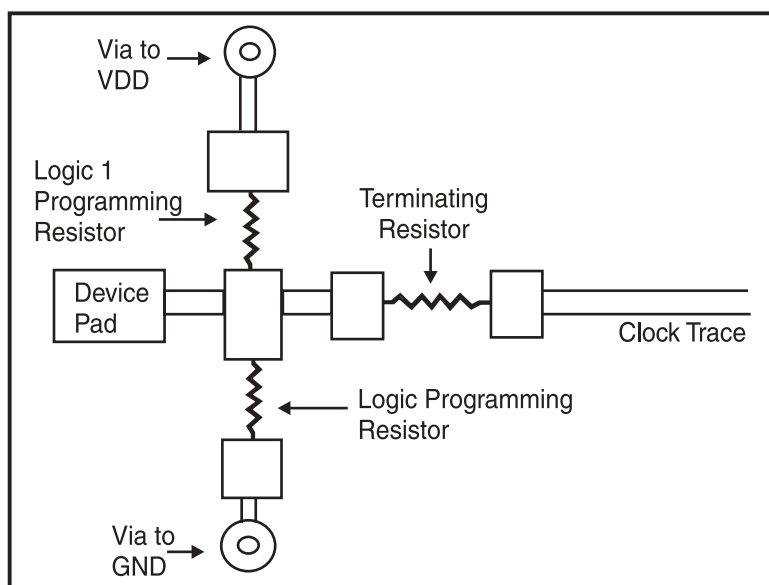 Via to
VDD
Logic 1
Programming
Resistor
Terminating
Resistor
Device
Pad
Clock Trace
Logic Programming
Resistor
Via to
GND